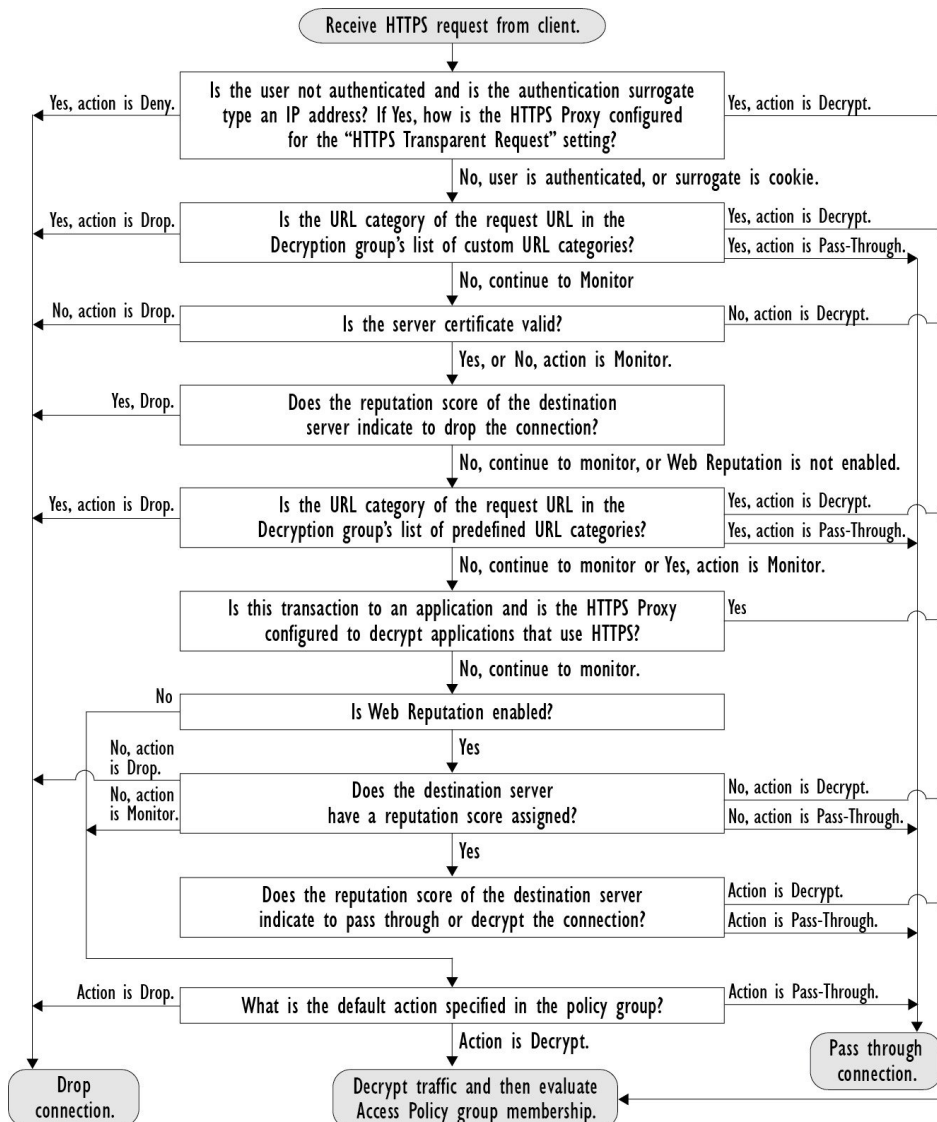 Receive HTTPS request from client.
Is the user not authenticated and is the authentication surrogate
type an IP address? If Yes, how is the HTTPS Proxy configured
for the “HTTPS Transparent Request” setting?
Yes, action is Deny.
Yes, action is Decrypt.
No, user is authenticated, or surrogate is cookie.
Yes, action is Drop.
Is the URL category of the request URL in the
Decryption group’s list of custom URL categories?
Yes, action is Decrypt.
Yes, action is Pass-Through.
No, continue to Monitor
No, action is Drop.
Is the server certificate valid?
No, action is Decrypt.
Yes, or No, action is Monitor.
Yes, Drop.
Does the reputation score of the destination
server indicate to drop the connection?
No, continue to monitor, or Web Reputation is not enabled.
Yes, action is Drop.
Is the URL category of the request URL in the
Decryption group’s list of predefined URL categories?
Yes, action is Decrypt.
Yes, action is Pass-Through.
No, continue to monitor or Yes, action is Monitor.
Is this transaction to an application and is the HTTPS Proxy
configured to decrypt applications that use HTTPS?
Yes
No, continue to monitor.
No
Is Web Reputation enabled?
Yes
No, action
is Drop.
No, action
is Monitor.
Does the destination server
have a reputation score assigned?
No, action is Decrypt.
No, action is Pass-Through.
Yes
Does the reputation score of the destination server
indicate to pass through or decrypt the connection?
Action is Decrypt.
Action is Pass-Through.
Action is Drop.
What is the default action specified in the policy group?
Action is Pass-Through.
Action is Decrypt.
Drop
connection.
Decrypt traffic and then evaluate
Access Policy group membership.
Pass through
connection.